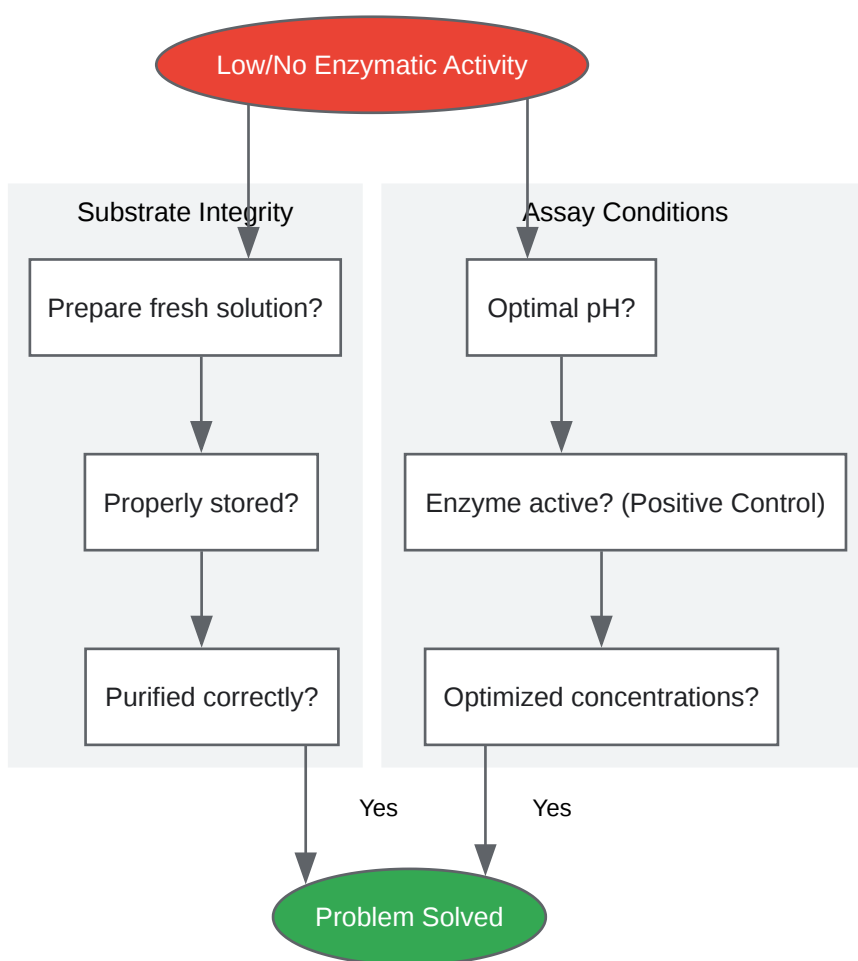 Low/No Enzymatic Activity
Substrate Integrity
Assay Conditions
Prepare fresh solution?
Optimal pH?
Properly stored?
Enzyme active? (Positive Control)
Purified correctly?
Optimized concentrations?
Yes
Yes
Problem Solved